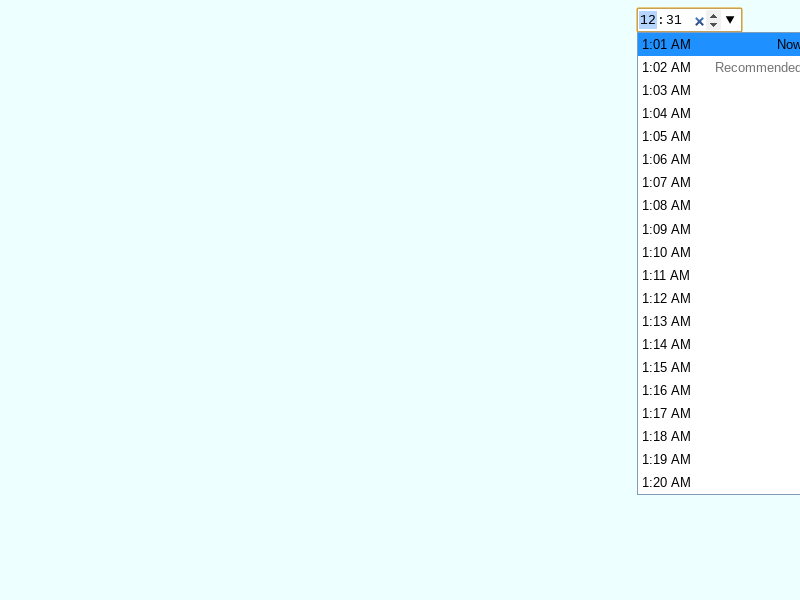 12:31
1:01 AM Now
1:02 AM Recommended
1:03 AM
1:04 AM
1:05 AM
1:06 AM
1:07 AM
1:08 AM
1:09 AM
1:10 AM
1:11 AM
1:12 AM
1:13 AM
1:14 AM
1:15 AM
1:16 AM
1:17 AM
1:18 AM
1:19 AM
1:20 AM